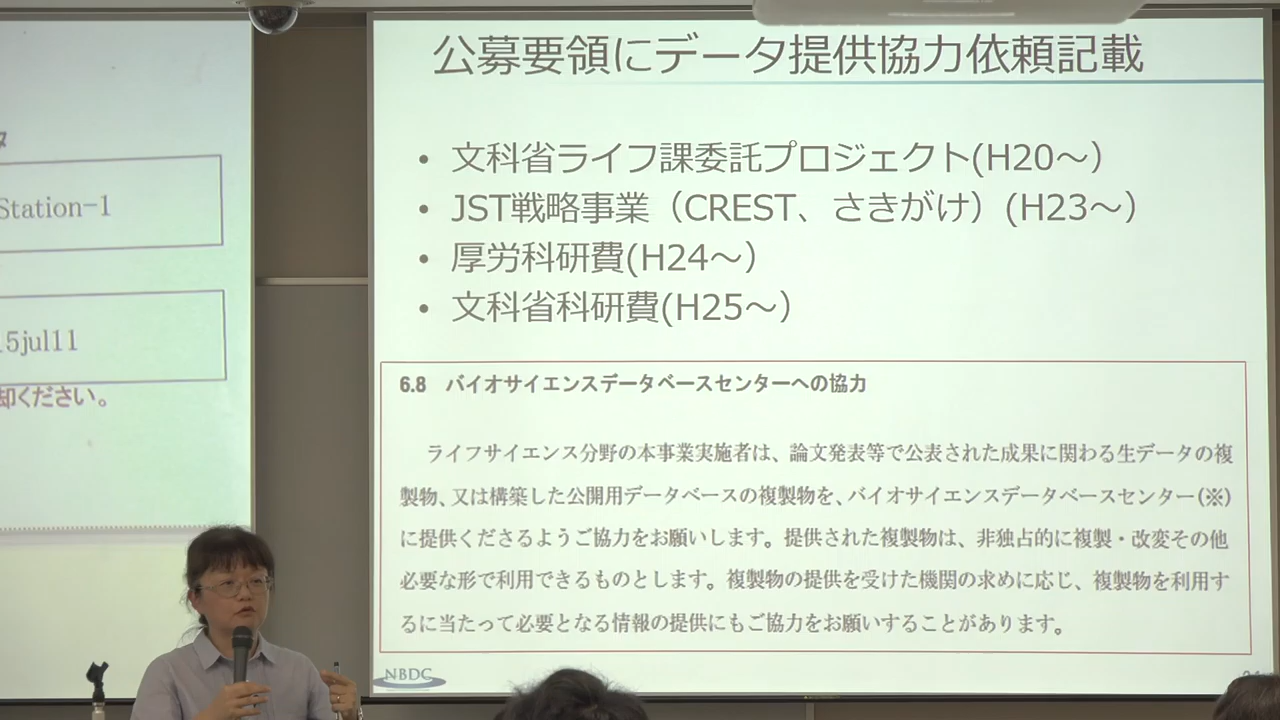 公募要領にデータ提供協力依頼記載
• 文科省ライフ課委託プロジェクト(H20～)
• JST戦略事業（CREST、さきがけ）(H23～)
• 厚労科研費(H24～)
• 文科省科研費(H25～)
6.8 バイオサイエンスデータベースセンターへの協力
ライフサイエンス分野の本事業実施者は、論文発表等で公表された成果に関わる生データの複
製物、又は構築した公開用データベースの複製物を、バイオサイエンスデータベースセンター(※)
に提供くださるようご協力をお願いします。提供された複製物は、非独占的に複製・改変その他
必要な形で利用できるものとします。複製物の提供を受けた機関の求めに応じ、複製物を利用す
るに当たって必要となる情報の提供にもご協力をお願いすることがあります。
NBDC
タ
Station-1
5jul11
却ください。